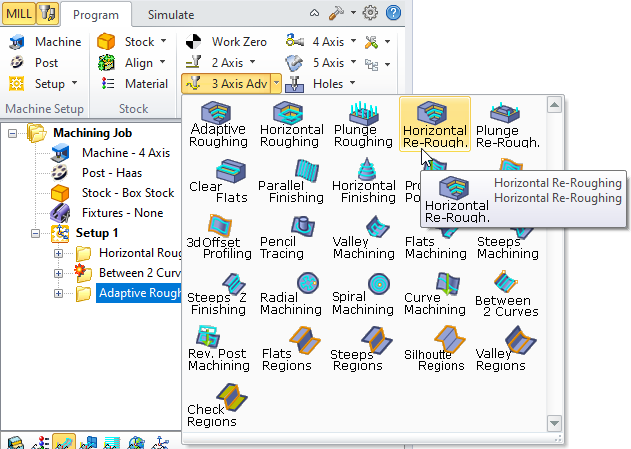 MILL Program Simulate
Machine Stock Work Zero 4 Axis
Post Align 2 Axis 5 Axis
Setup Material 3 Axis Adv Holes
Machine Setup Stock
Machining Job
Machine - 4 Axis
Post - Haas
Stock - Box Stock
Fixtures - None
Setup 1
Horizontal Roug
Between 2 Curv
Adaptive Rough
Adaptive Roughing
Horizontal Roughing
Plunge Roughing
Horizontal Re-Rough.
Plunge Re-Rough.
Clear Flats
Parallel Finishing
Horizontal Finishing
Horizontal Re-Rough.
Horizontal Re-Roughing
Horizontal Re-Roughing
3d Offset Profiling
Pencil Tracing
Valley Machining
Flats Machining
Steeps Machining
Steeps Z Finishing
Radial Machining
Spiral Machining
Curve Machining
Between 2 Curves
Rev. Post Machining
Flats Regions
Steeps Regions
Silhoutte Regions
Valley Regions
Check Regions